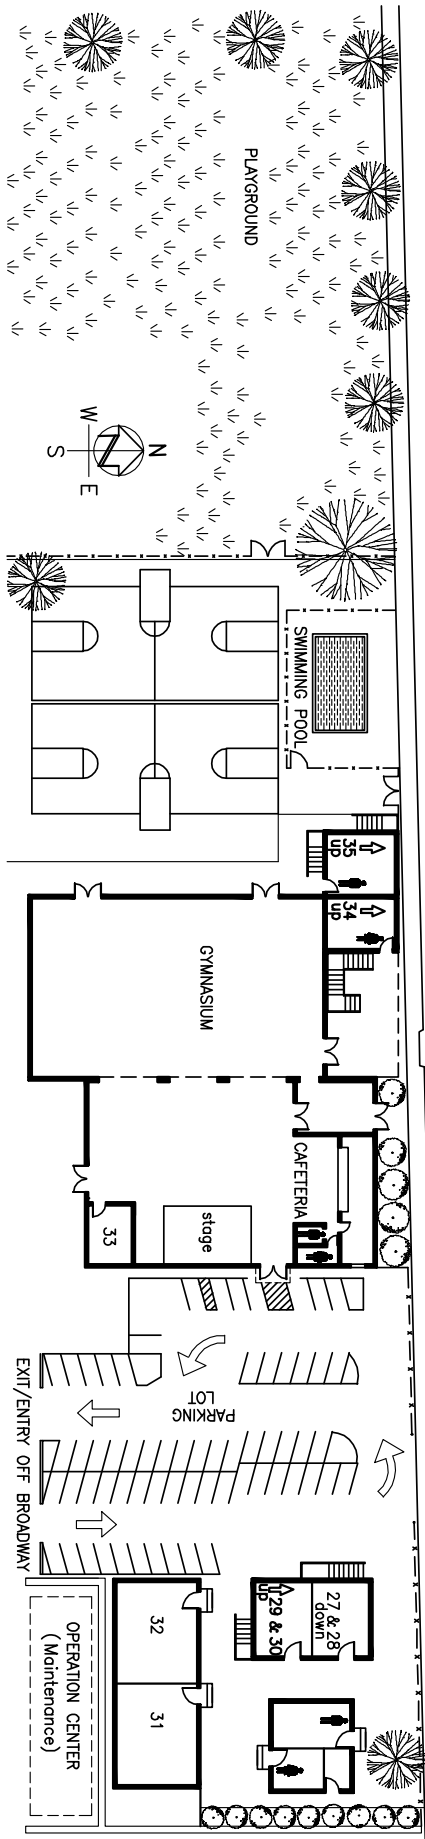 PLAYGROUND
N
W
E
S
SWIMMING POOL
35
up
34
up
GYMNASIUM
CAFETERIA
stage
33
PARKING
LOT
EXIT/ENTRY OFF BROADWAY
27 & 28
down
29 & 30
up
32
31
OPERATION CENTER
(Maintenance)